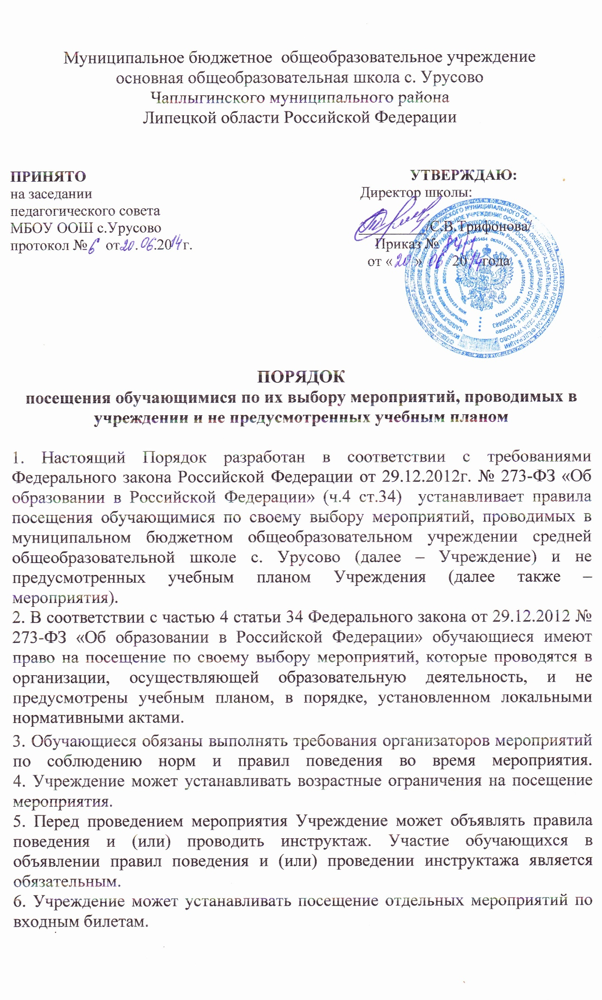 Муниципальное бюджетное общеобразовательное учреждение
основная общеобразовательная школа с. Урусово
Чаплыгинского муниципального района
Липецкой области Российской Федерации
ПРИНЯТО
на заседании
педагогического совета
МБОУ ООШ с.Урусово
протокол №6 от20.06.2014г.
УТВЕРЖДАЮ:
Директор школы:
/С.В.Трифонова/
Приказ №
от «20» 06 2014года
ПОРЯДОК
посещения обучающимися по их выбору мероприятий, проводимых в
учреждении и не предусмотренных учебным планом
1. Настоящий Порядок разработан в соответствии с требованиями
Федерального закона Российской Федерации от 29.12.2012г. № 273-ФЗ «Об
образовании в Российской Федерации» (ч.4 ст.34) устанавливает правила
посещения обучающимися по своему выбору мероприятий, проводимых в
муниципальном бюджетном общеобразовательном учреждении средней
общеобразовательной школе с. Урусово (далее – Учреждение) и не
предусмотренных учебным планом Учреждения (далее также –
мероприятия).
2. В соответствии с частью 4 статьи 34 Федерального закона от 29.12.2012 №
273-ФЗ «Об образовании в Российской Федерации» обучающиеся имеют
право на посещение по своему выбору мероприятий, которые проводятся в
организации, осуществляющей образовательную деятельность, и не
предусмотрены учебным планом, в порядке, установленном локальными
нормативными актами.
3. Обучающиеся обязаны выполнять требования организаторов мероприятий
по соблюдению норм и правил поведения во время мероприятия.
4. Учреждение может устанавливать возрастные ограничения на посещение
мероприятия.
5. Перед проведением мероприятия Учреждение может объявлять правила
поведения и (или) проводить инструктаж. Участие обучающихся в
объявлении правил поведения и (или) проведении инструктажа является
обязательным.
6. Учреждение может устанавливать посещение отдельных мероприятий по
входным билетам.